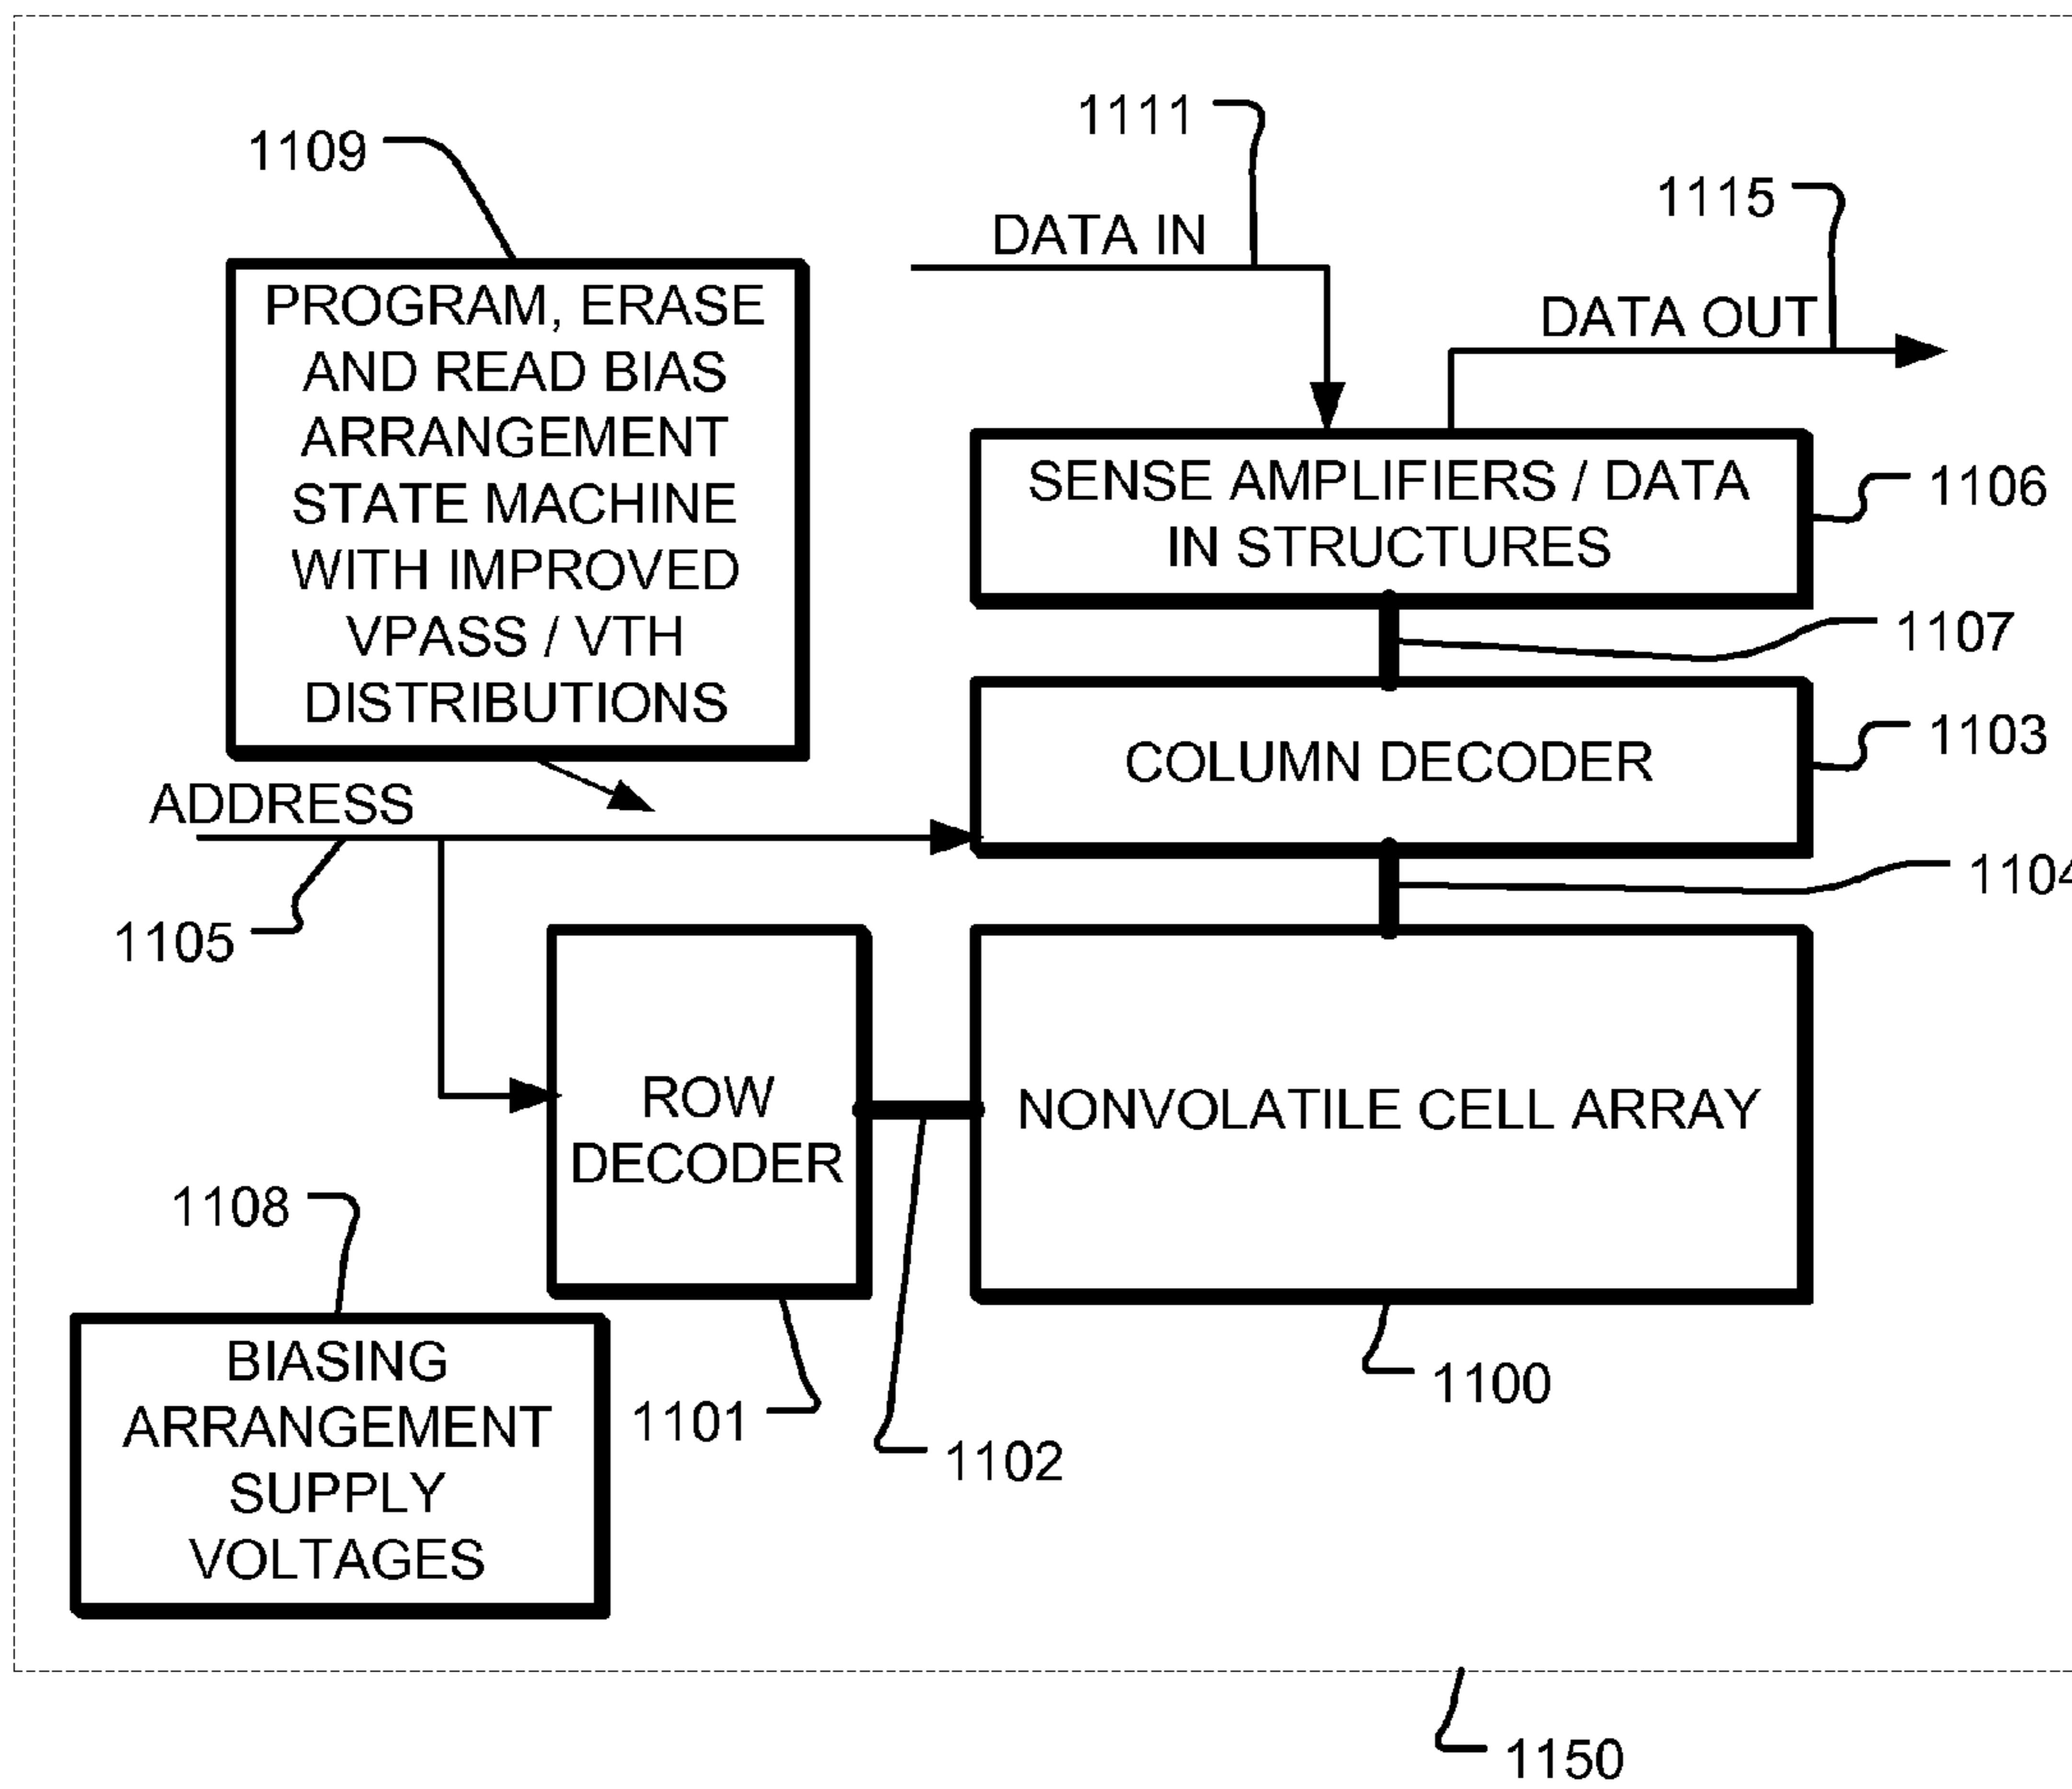 1111
1109
1115
DATA IN
DATA OUT
PROGRAM, ERASE
AND READ BIAS
ARRANGEMENT
STATE MACHINE
WITH IMPROVED
VPASS / VTH
DISTRIBUTIONS
SENSE AMPLIFIERS / DATA
IN STRUCTURES
1106
1107
COLUMN DECODER
1103
ADDRESS
1104
1105
ROW
DECODER
NONVOLATILE CELL ARRAY
1108
BIASING
ARRANGEMENT
SUPPLY
VOLTAGES
1101
1102
1100
1150